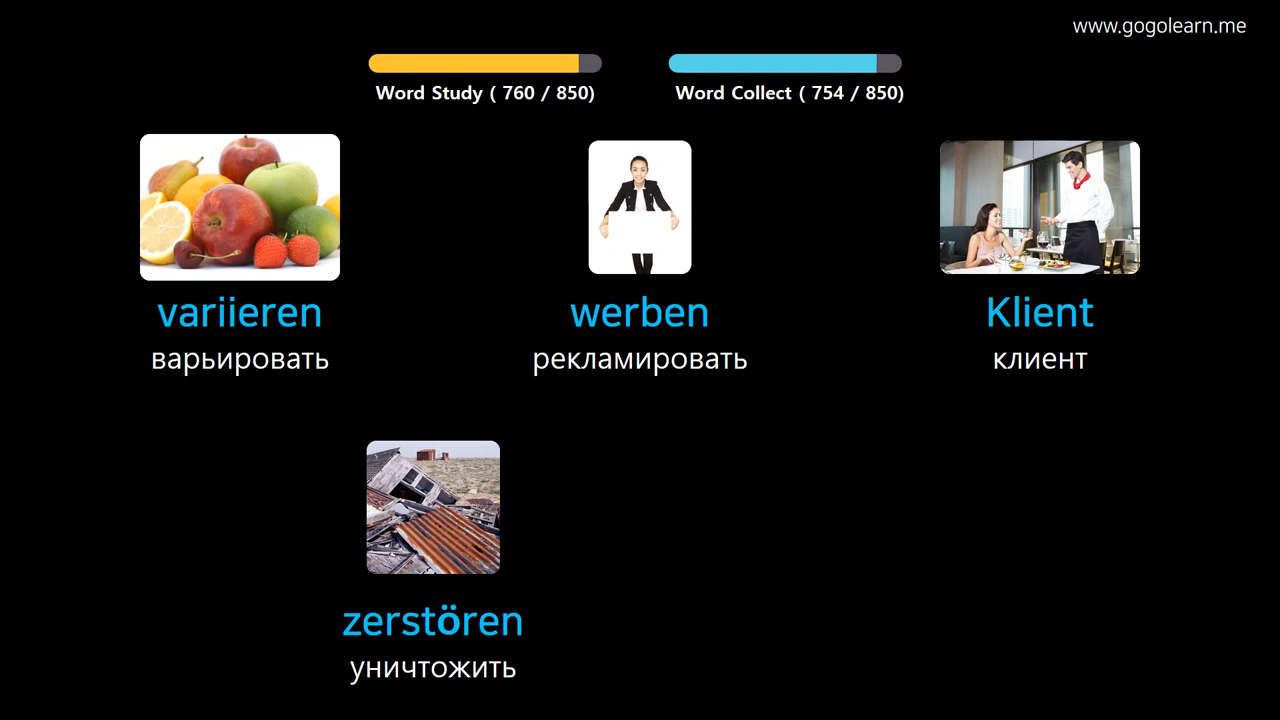 www.gogolearn.me
Word Study ( 760 / 850)
Word Collect ( 754 / 850)
variieren
варьировать
werben
рекламировать
Klient
клиент
zerstören
уничтожить